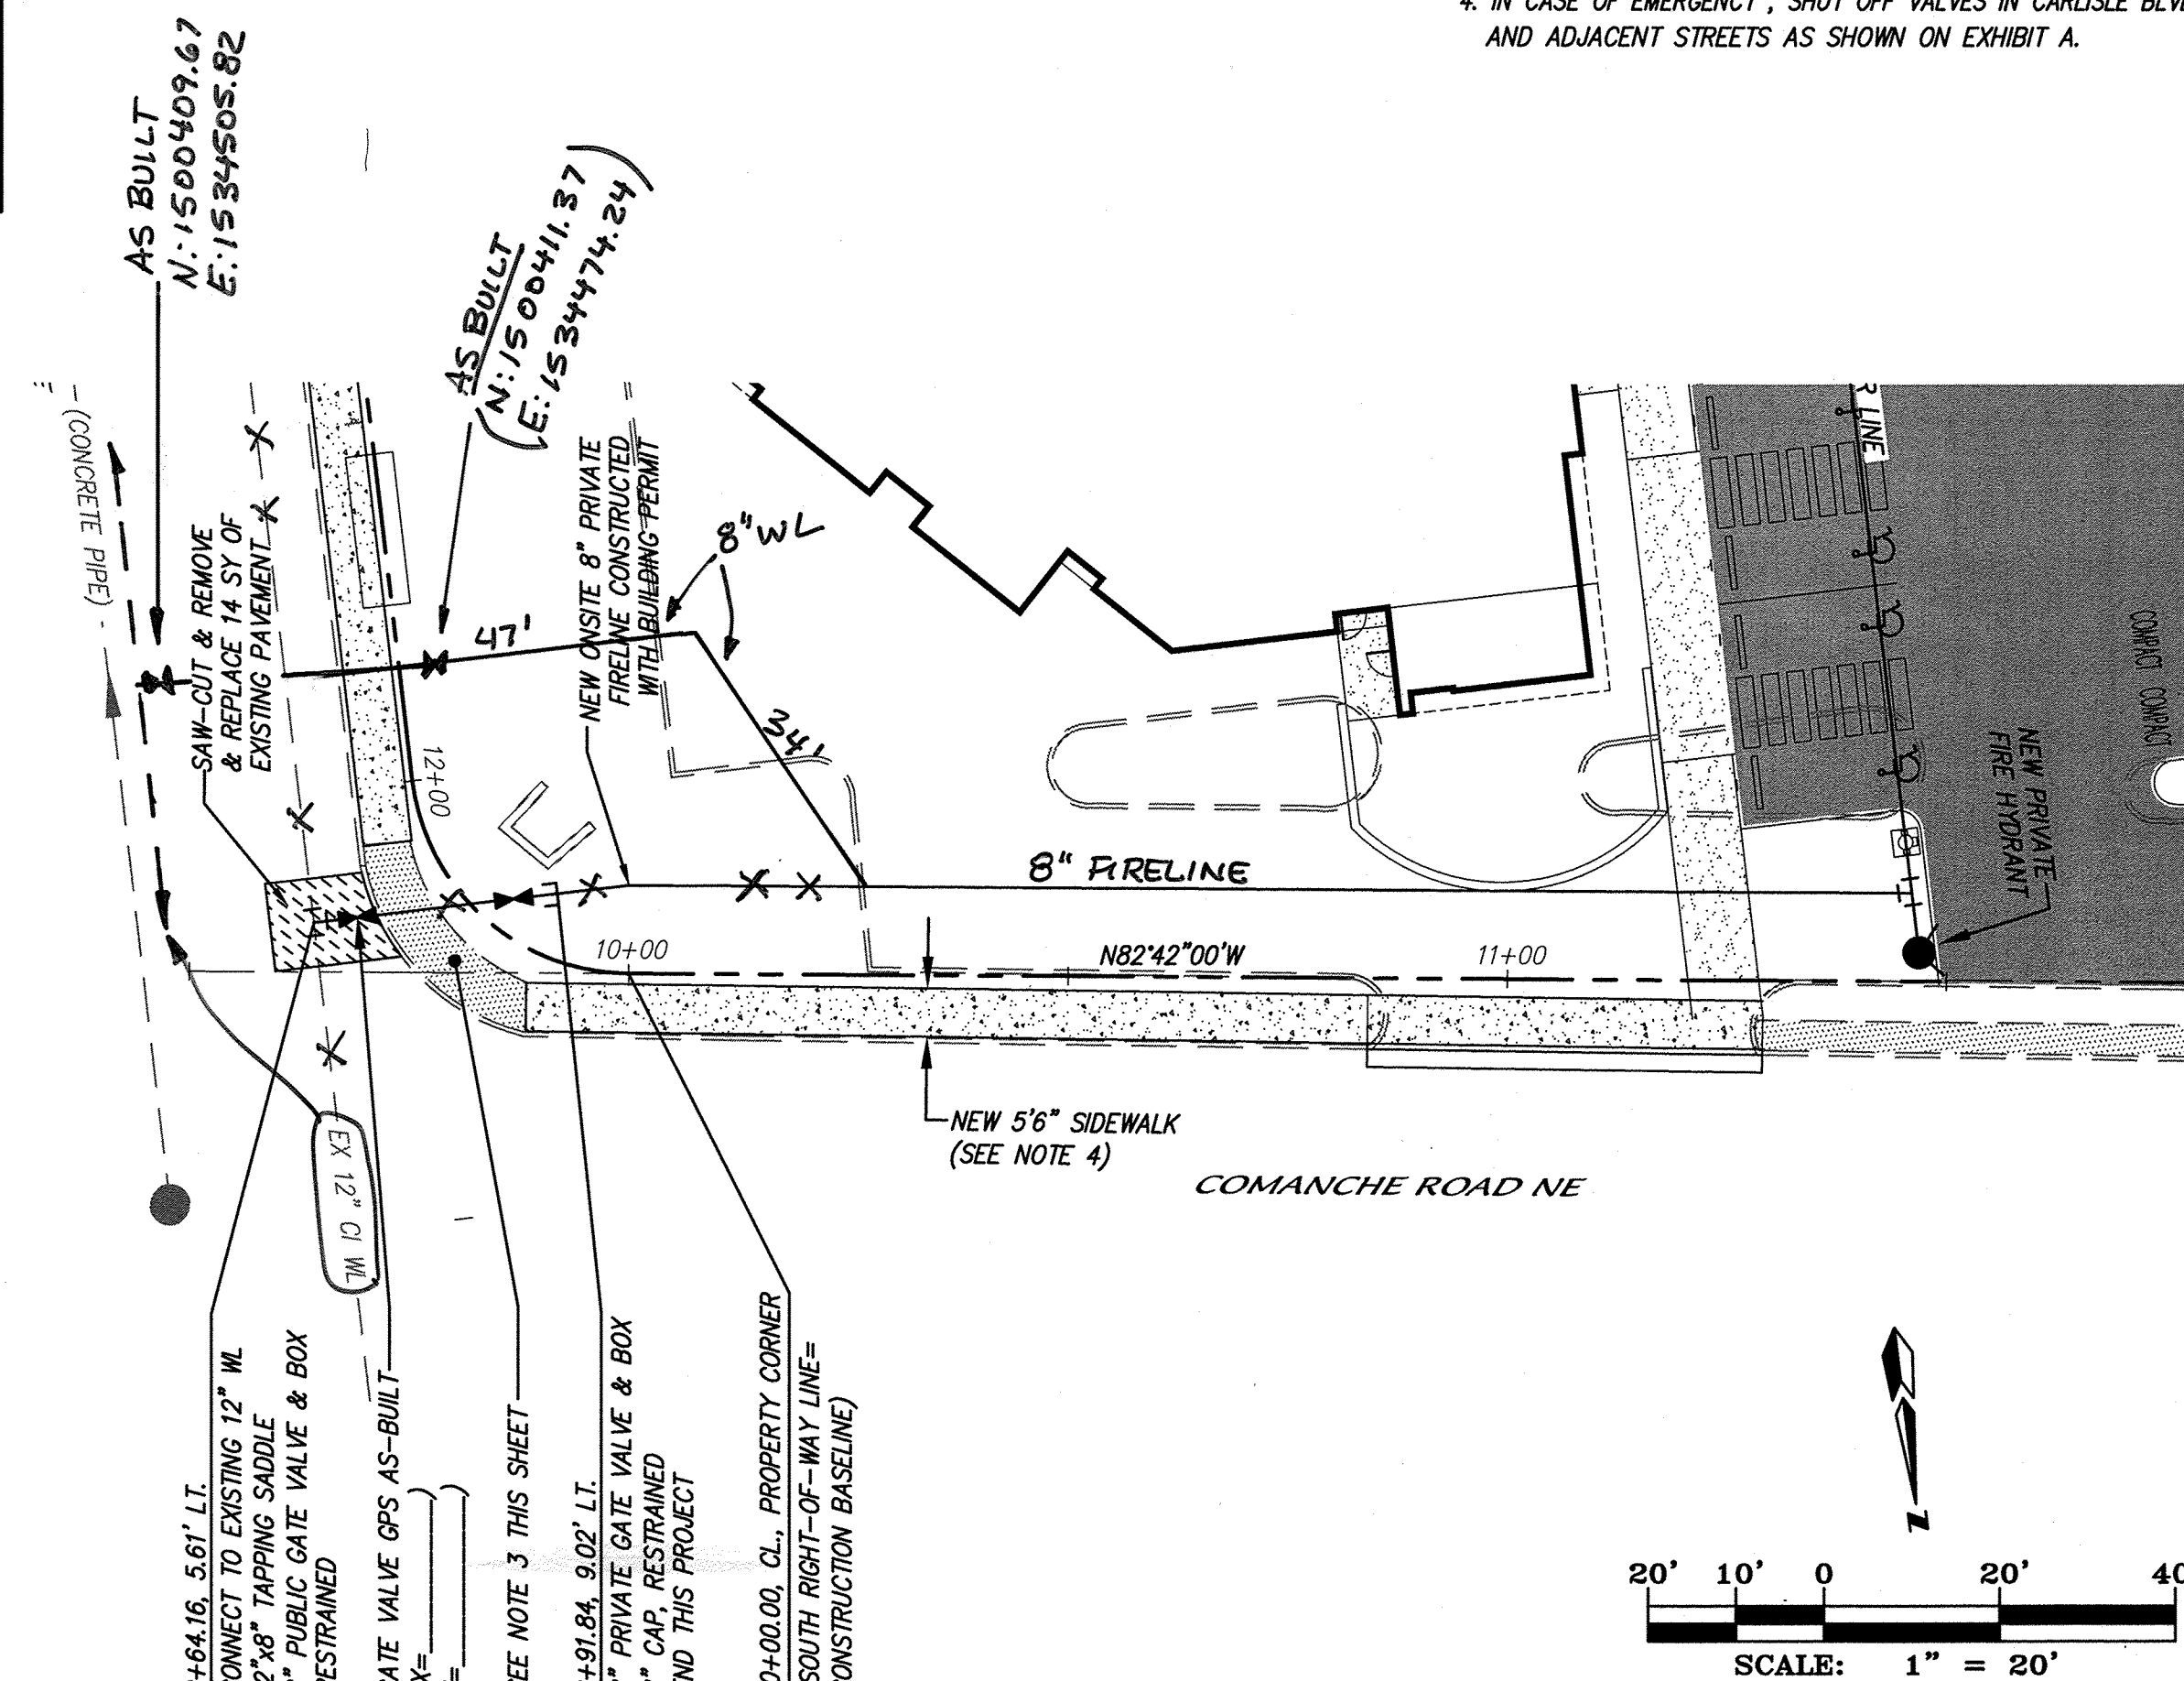 4. IN CASE OF EMERGENCY, SHUT OFF VALVES IN CARLISLE BLVD
AND ADJACENT STREETS AS SHOWN ON EXHIBIT A.
AS BUILT
N:1500409.67
E:1534505.82
AS BUILT
(N:1500411.37)
(E:1534474.24)
(CONCRETE PIPE)
SAW-CUT & REMOVE
& REPLACE 14 SY OF
EXISTING PAVEMENT
NEW ONSITE 8" PRIVATE
FIRELINE CONSTRUCTED
WITH BUILDING PERMIT
8" WL
47'
34'
12+00
8" FIRELINE
R LINE
COMPACT COMPACT
NEW PRIVATE
FIRE HYDRANT
10+00
N82°42"00'W
11+00
NEW 5'6" SIDEWALK
(SEE NOTE 4)
COMANCHE ROAD NE
EX 12" CI WL
+64.16, 5.61' LT.
ONNECT TO EXISTING 12" WL
2"x8" TAPPING SADDLE
" PUBLIC GATE VALVE & BOX
ESTRAINED
ATE VALVE GPS AS-BUILT
X=________)
=________)
EE NOTE 3 THIS SHEET
+91.84, 9.02' LT.
" PRIVATE GATE VALVE & BOX
" CAP, RESTRAINED
ND THIS PROJECT
0+00.00, CL., PROPERTY CORNER
SOUTH RIGHT-OF-WAY LINE=
ONSTRUCTION BASELINE)
N
20' 10' 0 20' 40
SCALE: 1" = 20'